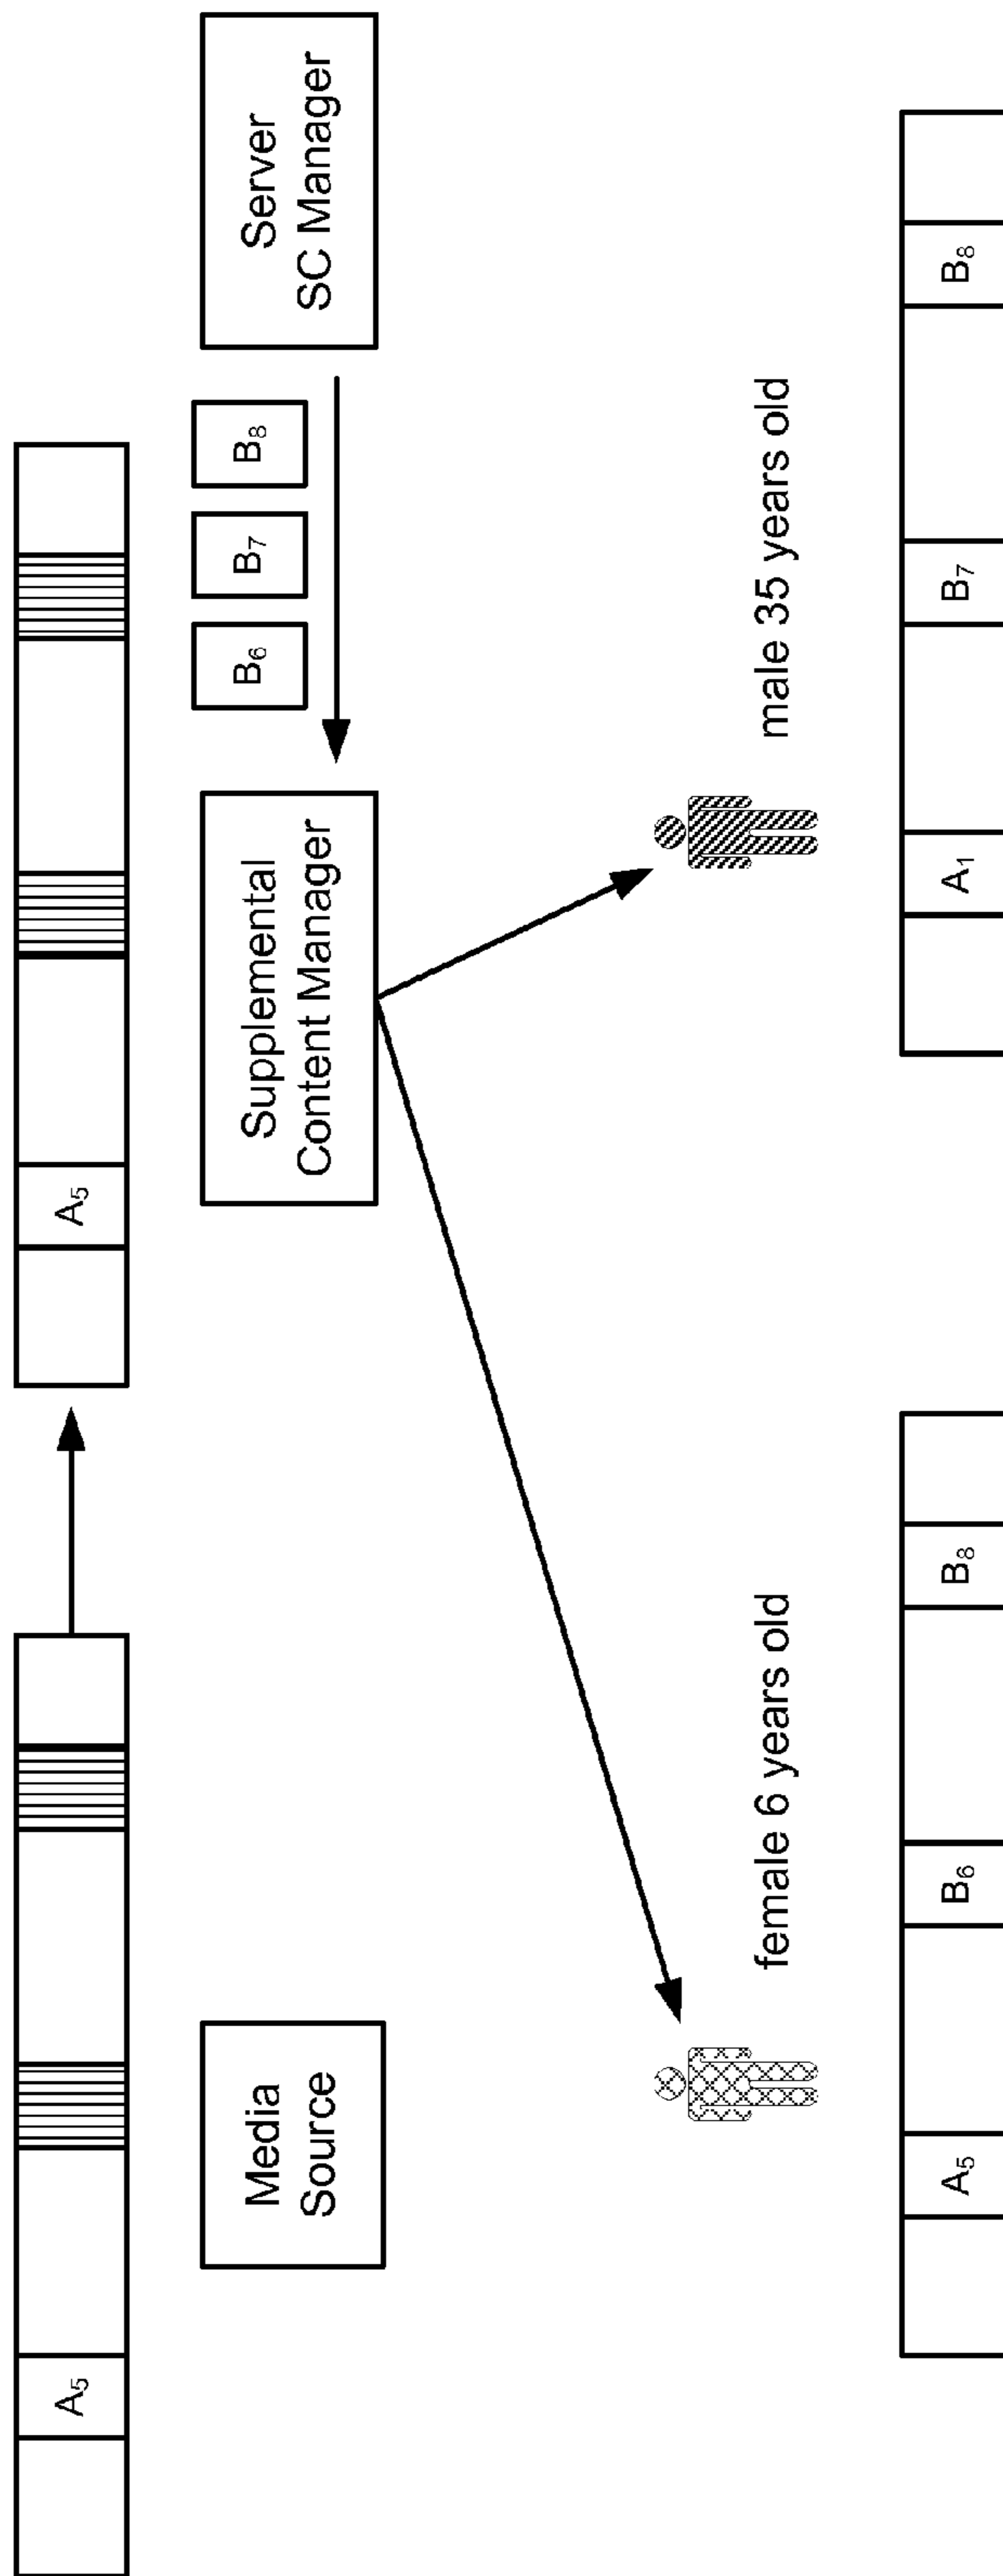 A5
A5
Media
Source
Supplemental
Content Manager
B6
B7
B8
Server
SC Manager
female 6 years old
male 35 years old
A5
B6
B8
A1
B7
B8